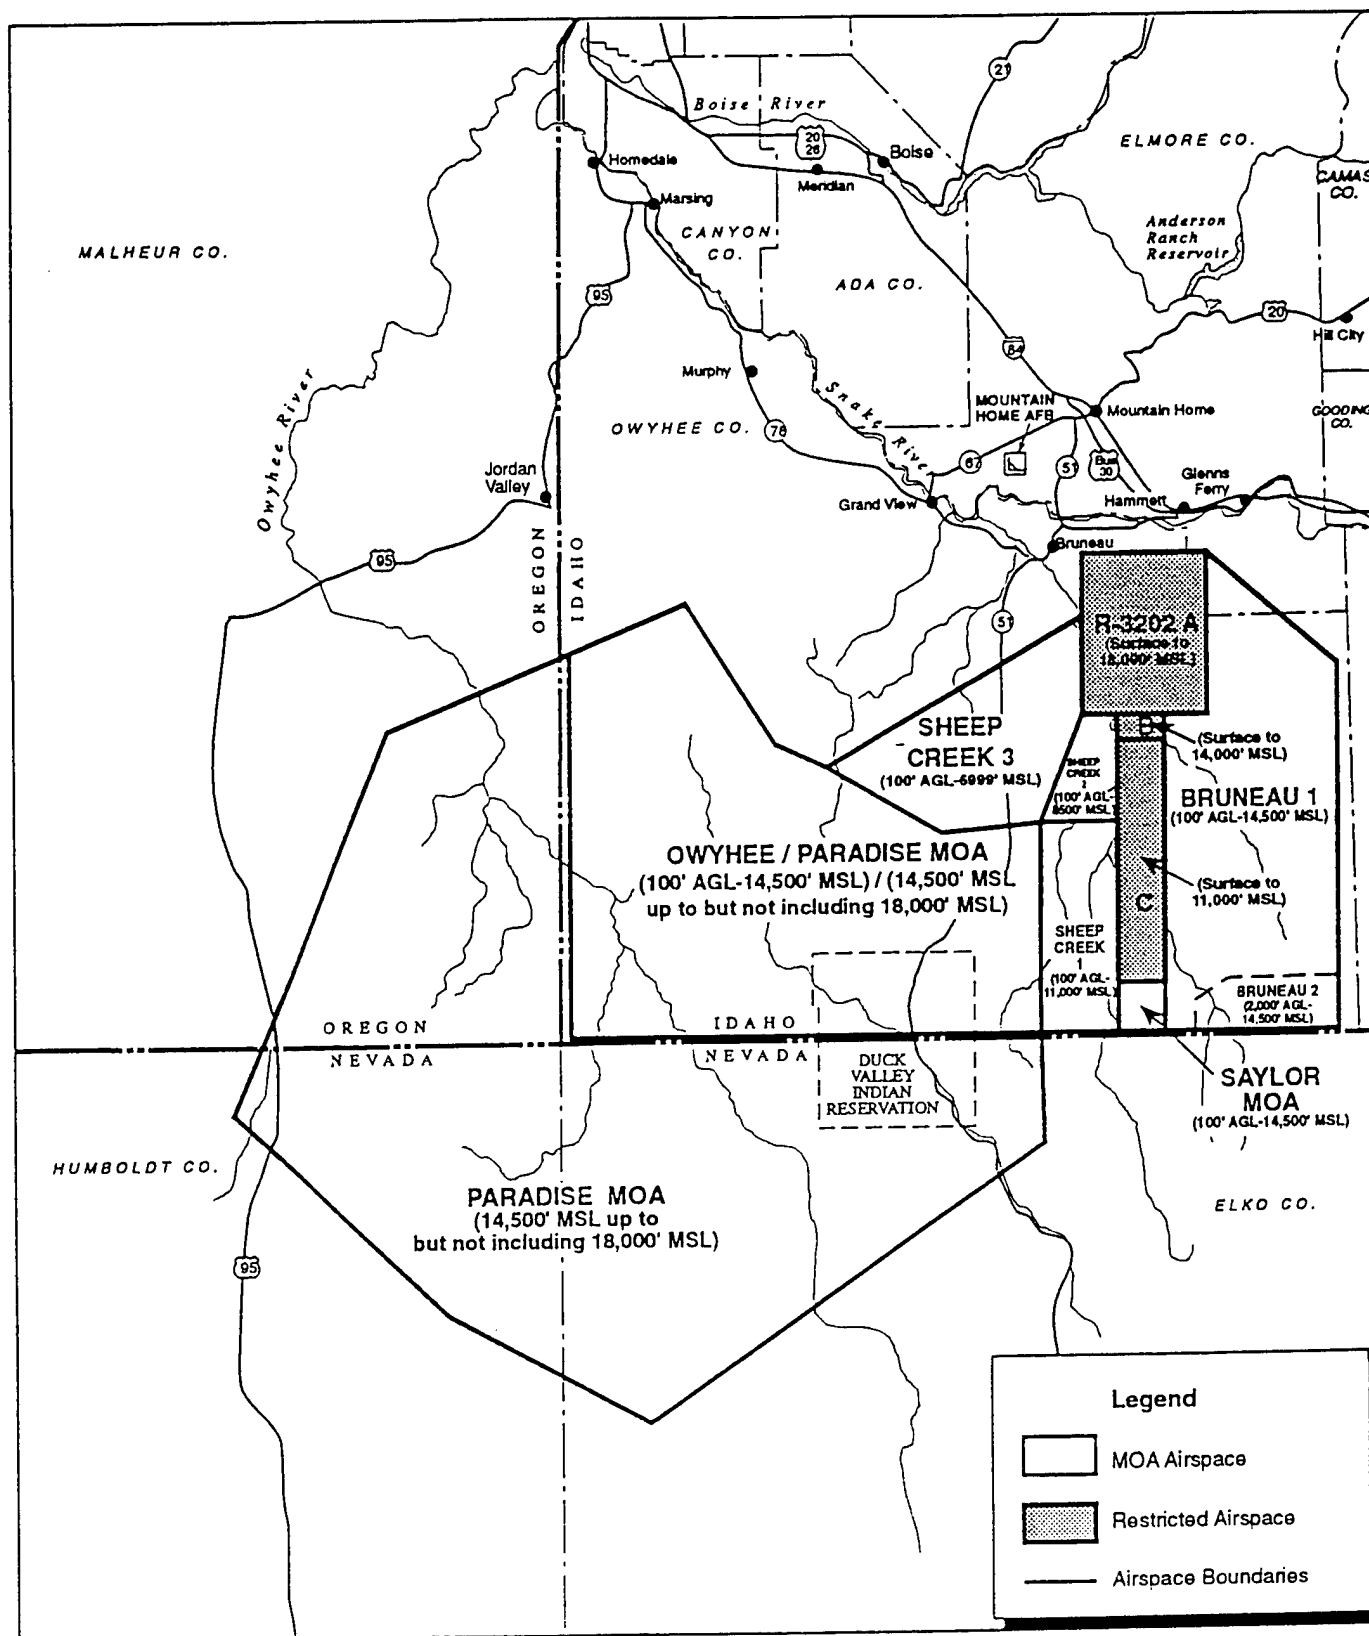 21
Boise River
ELMORE CO.
20
26
Boise
Homedale
Meridian
CAMAS
CO.
Marsing
Anderson
Ranch
Reservoir
CANYON
CO.
MALHEUR CO.
ADA CO.
95
20
Hill City
84
Murphy
Snake River
MOUNTAIN
HOME AFB
Mountain Home
GOODING
CO.
OWYHEE CO.
78
Owyhee River
67
51
Bus
30
Jordan
Valley
Glenns
Ferry
Grand View
Hammett
Bruneau
95
OREGON
IDAHO
51
R-3202 A
(Surface to
18,000' MSL)
SHEEP
CREEK 3
(100' AGL-6999' MSL)
B
(Surface to
14,000' MSL)
SHEEP
CREEK
2
(100' AGL-
8500' MSL)
BRUNEAU 1
(100' AGL-14,500' MSL)
OWYHEE / PARADISE MOA
(100' AGL-14,500' MSL) / (14,500' MSL
up to but not including 18,000' MSL)
(Surface to
11,000' MSL)
C
SHEEP
CREEK
1
(100' AGL-
11,000' MSL)
BRUNEAU 2
(2,000' AGL-
14,500' MSL)
OREGON
IDAHO
NEVADA
NEVADA
DUCK
VALLEY
INDIAN
RESERVATION
SAYLOR
MOA
(100' AGL-14,500' MSL)
HUMBOLDT CO.
PARADISE MOA
(14,500' MSL up to
but not including 18,000' MSL)
ELKO CO.
95
Legend
MOA Airspace
Restricted Airspace
Airspace Boundaries